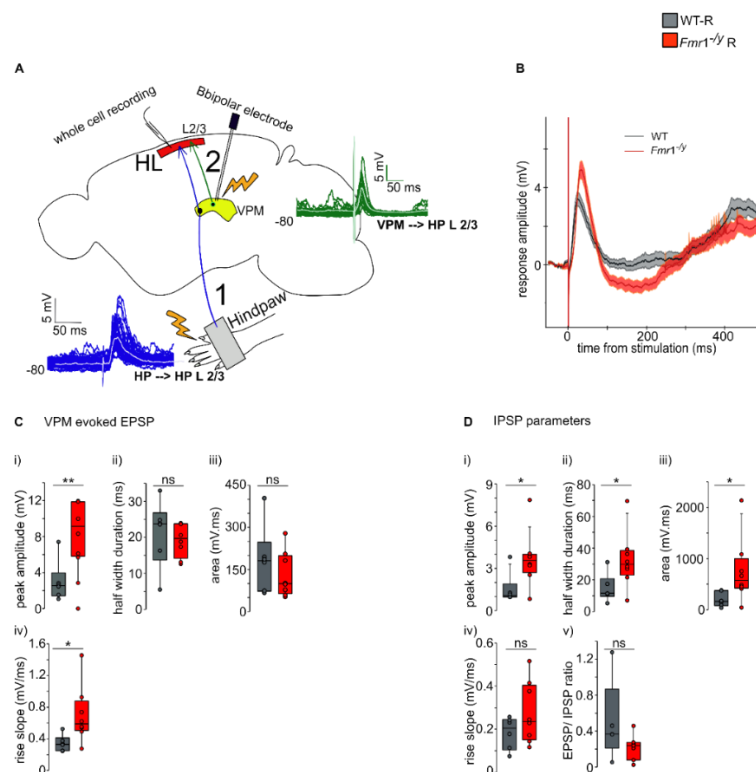 WT-R
Fmr1-/y R
A
B
whole cell recording
Bbipolar electrode
L2/3
HL
2
VPM
5 mV
50 ms
-80
VPM --> HP L 2/3
1
Hindpaw
5 mV
50 ms
-80
HP --> HP L 2/3
WT
Fmr1-/y
response amplitude (mV)
4
0
0
200
400
time from stimulation (ms)
C VPM evoked EPSP
i)
ii)
iii)
**
ns
ns
peak amplitude (mV)
12
8
4
0
half width duration (ms)
30
20
10
0
area (mV.ms)
450
300
150
0
iv)
*
rise slope (mV/ms)
1.6
1.2
0.8
0.4
0
D IPSP parameters
i)
ii)
iii)
*
*
*
peak amplitude (mV)
9
6
3
0
half width duration (ms)
80
60
40
20
0
area (mV.ms)
2000
1000
0
iv)
v)
ns
ns
rise slope (mV/ms)
0.6
0.4
0.2
0
EPSP/ IPSP ratio
1.2
0.8
0.4
0